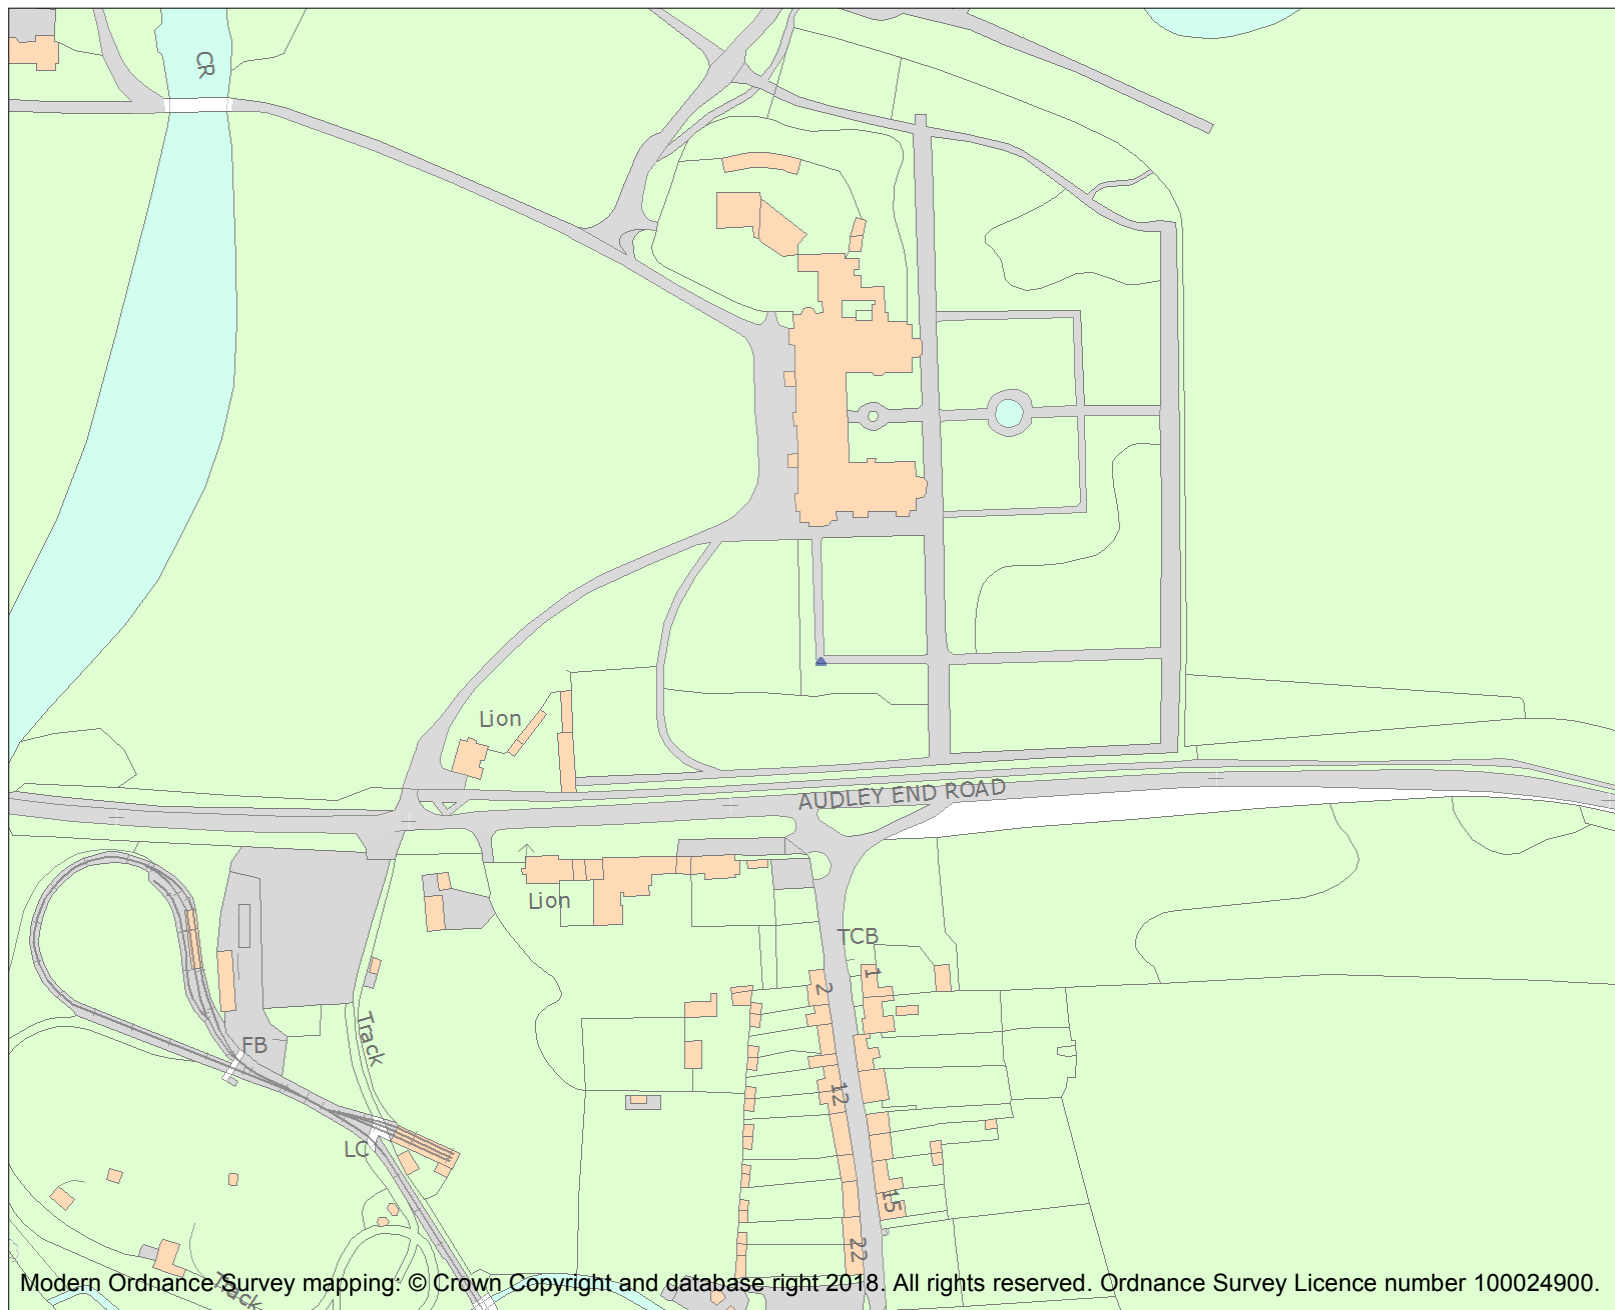 CR
Lion
AUDLEY END ROAD
Lion
TCB
1
2
Track
FB
12
LC
15
22
Track
Modern Ordnance Survey mapping: © Crown Copyright and database right 2018. All rights reserved. Ordnance Survey Licence number 100024900.